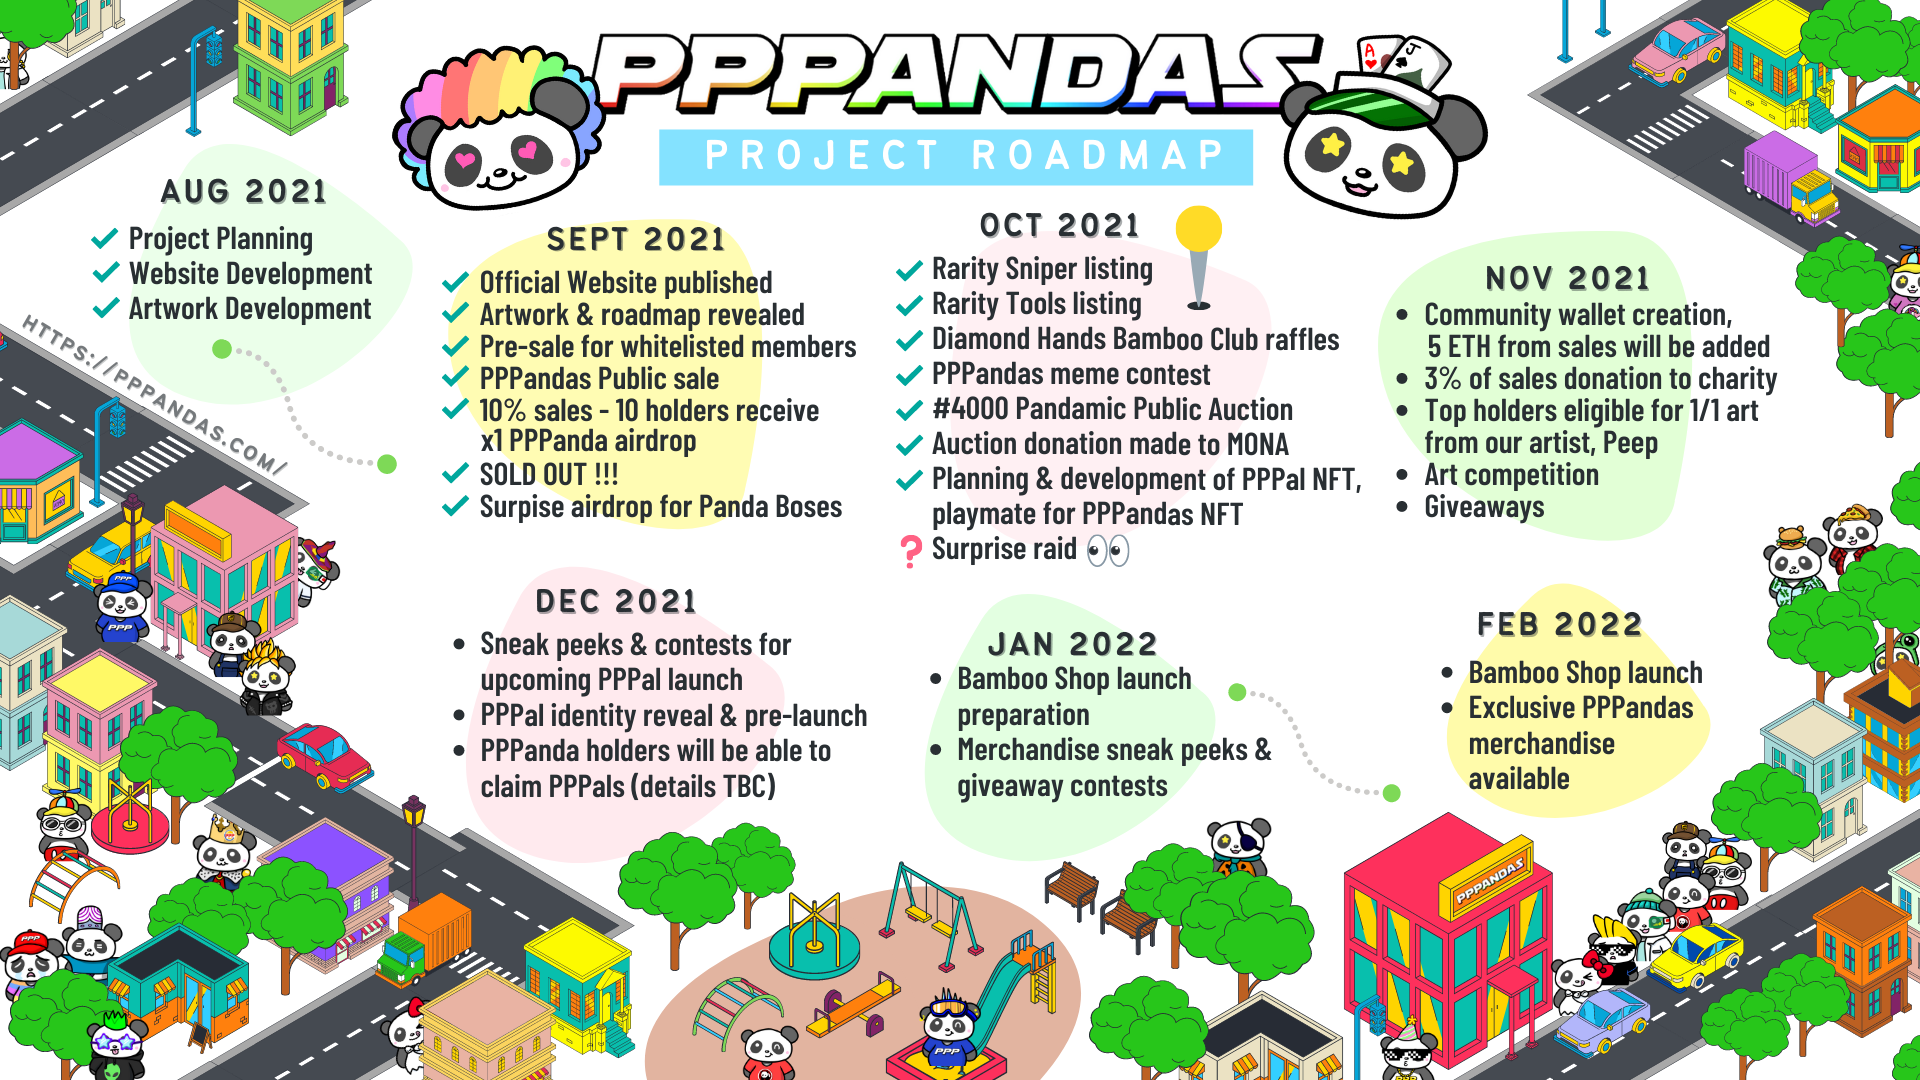 PPPANDAS
PROJECT ROADMAP
A
J
AUG 2021
Project Planning
Website Development
Artwork Development
HTTPS://PPPANDAS.COM/
SEPT 2021
Official Website published
Artwork & roadmap revealed
Pre-sale for whitelisted members
PPPandas Public sale
10% sales - 10 holders receive
x1 PPPanda airdrop
SOLD OUT !!!
Surpise airdrop for Panda Boses
OCT 2021
Rarity Sniper listing
Rarity Tools listing
Diamond Hands Bamboo Club raffles
PPPandas meme contest
#4000 Pandamic Public Auction
Auction donation made to MONA
Planning & development of PPPal NFT,
playmate for PPPandas NFT
? Surprise raid 👀
NOV 2021
• Community wallet creation,
5 ETH from sales will be added
• 3% of sales donation to charity
• Top holders eligible for 1/1 art
from our artist, Peep
• Art competition
• Giveaways
DEC 2021
• Sneak peeks & contests for
upcoming PPPal launch
• PPPal identity reveal & pre-launch
• PPPanda holders will be able to
claim PPPals (details TBC)
JAN 2022
• Bamboo Shop launch
preparation
• Merchandise sneak peeks &
giveaway contests
FEB 2022
• Bamboo Shop launch
• Exclusive PPPandas
merchandise
available
PPP
PPP
PPP
PPP
PPPANDAS